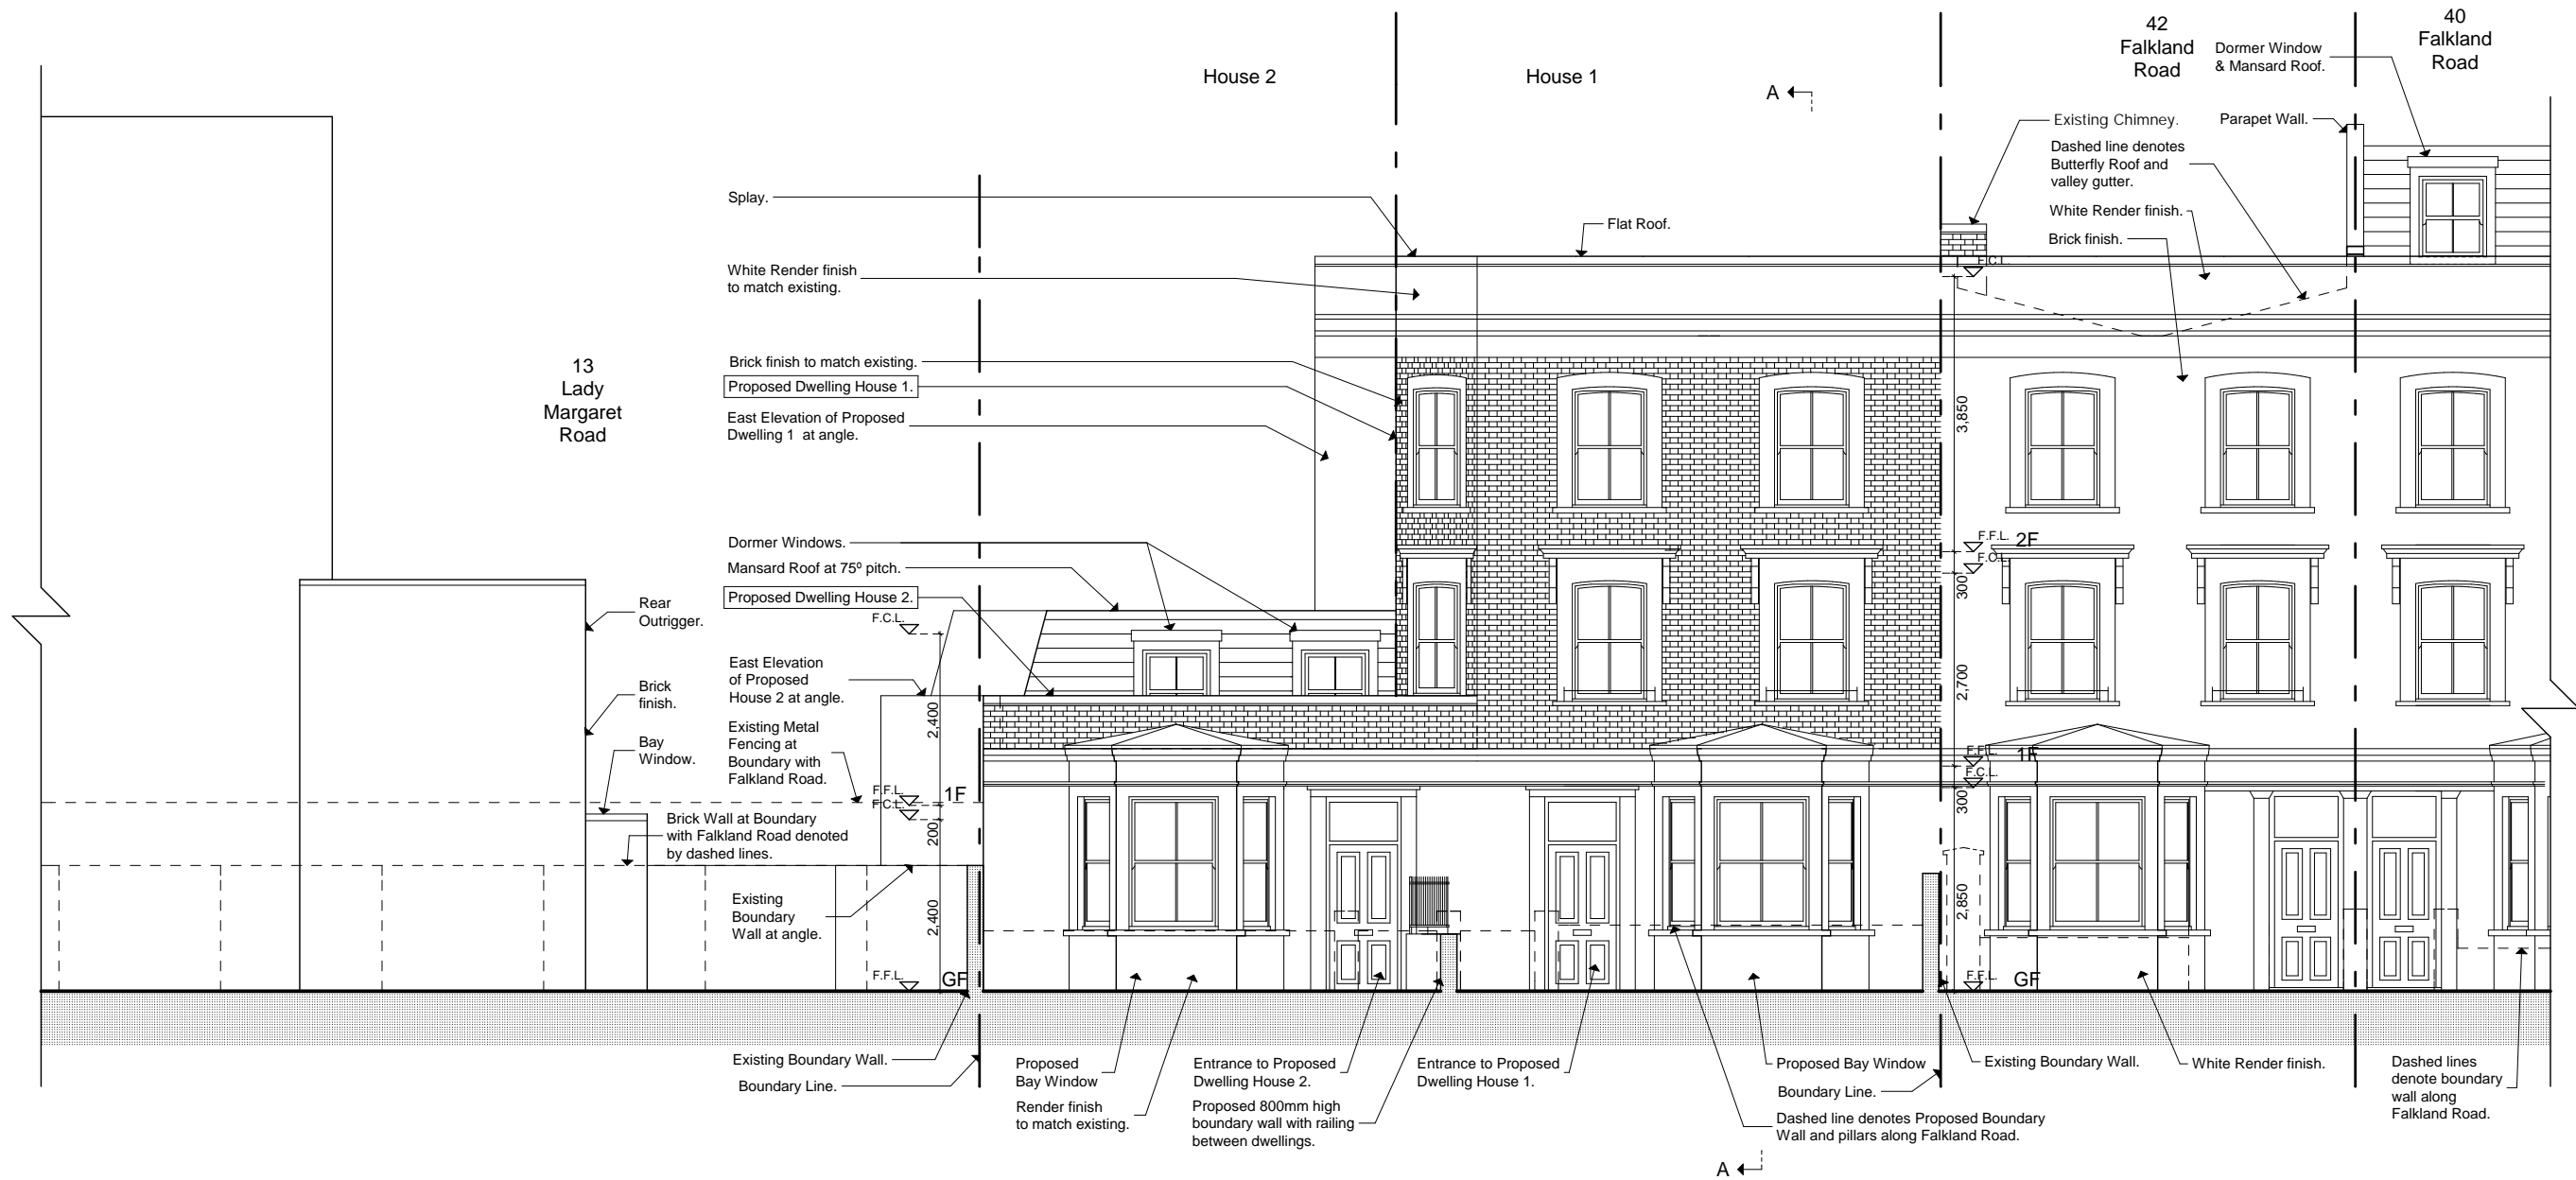 42
Falkland
Road
40
Falkland
Road
House 2
House 1
A
Dormer Window
& Mansard Roof.
Existing Chimney.
Parapet Wall.
Dashed line denotes
Butterfly Roof and
valley gutter.
White Render finish.
Brick finish.
Splay.
Flat Roof.
White Render finish
to match existing.
F.C.L.
13
Lady
Margaret
Road
Brick finish to match existing.
Proposed Dwelling House 1.
East Elevation of Proposed
Dwelling 1 at angle.
3,850
Dormer Windows.
Mansard Roof at 75º pitch.
Proposed Dwelling House 2.
F.F.L.
2F
F.C.L.
300
Rear
Outrigger.
F.C.L.
East Elevation
of Proposed
House 2 at angle.
2,400
2,700
Brick
finish.
Bay
Window.
Existing Metal
Fencing at
Boundary with
Falkland Road.
F.F.L.
1F
F.C.L.
200
F.F.L.
1F
F.C.L.
300
Brick Wall at Boundary
with Falkland Road denoted
by dashed lines.
Existing
Boundary
Wall at angle.
2,400
2,850
F.F.L.
GF
F.F.L.
GF
Existing Boundary Wall.
Boundary Line.
Proposed
Bay Window
Render finish
to match existing.
Entrance to Proposed
Dwelling House 2.
Proposed 800mm high
boundary wall with railing
between dwellings.
Entrance to Proposed
Dwelling House 1.
Proposed Bay Window
Boundary Line.
Dashed line denotes Proposed Boundary
Wall and pillars along Falkland Road.
Existing Boundary Wall.
White Render finish.
Dashed lines
denote boundary
wall along
Falkland Road.
A